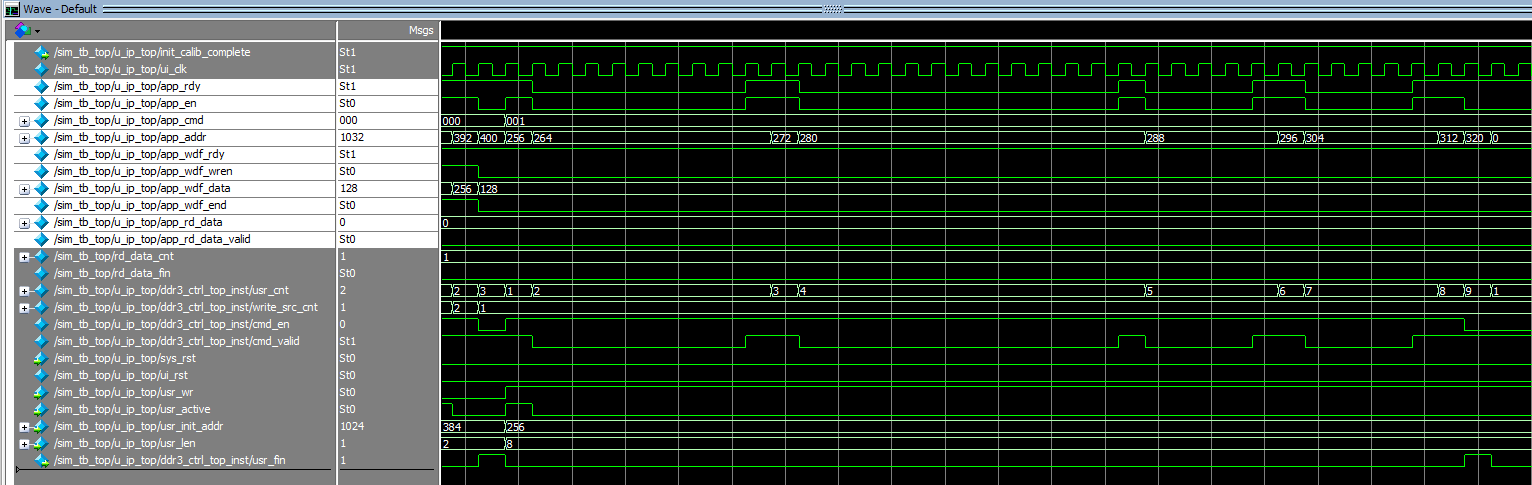 Wave - Default
Msgs
/sim_tb_top/u_ip_top/init_calib_complete St1
/sim_tb_top/u_ip_top/ui_clk St1
/sim_tb_top/u_ip_top/app_rdy St1
/sim_tb_top/u_ip_top/app_en St0
/sim_tb_top/u_ip_top/app_cmd 000 000 001
/sim_tb_top/u_ip_top/app_addr 1032 392 400 256 264 272 280 288 296 304 312 320 0
/sim_tb_top/u_ip_top/app_wdf_rdy St1
/sim_tb_top/u_ip_top/app_wdf_wren St0
/sim_tb_top/u_ip_top/app_wdf_data 128 256 128
/sim_tb_top/u_ip_top/app_wdf_end St0
/sim_tb_top/u_ip_top/app_rd_data 0 0
/sim_tb_top/u_ip_top/app_rd_data_valid St0
/sim_tb_top/rd_data_cnt 1 1
/sim_tb_top/rd_data_fin St0
/sim_tb_top/u_ip_top/ddr3_ctrl_top_inst/usr_cnt 2 2 3 1 2 3 4 5 6 7 8 9 1
/sim_tb_top/u_ip_top/ddr3_ctrl_top_inst/write_src_cnt 1 2 1
/sim_tb_top/u_ip_top/ddr3_ctrl_top_inst/cmd_en 0
/sim_tb_top/u_ip_top/ddr3_ctrl_top_inst/cmd_valid St1
/sim_tb_top/u_ip_top/sys_rst St0
/sim_tb_top/u_ip_top/ui_rst St0
/sim_tb_top/u_ip_top/usr_wr St0
/sim_tb_top/u_ip_top/usr_active St0
/sim_tb_top/u_ip_top/usr_init_addr 1024 384 256
/sim_tb_top/u_ip_top/usr_len 1 2 8
/sim_tb_top/u_ip_top/ddr3_ctrl_top_inst/usr_fin 1